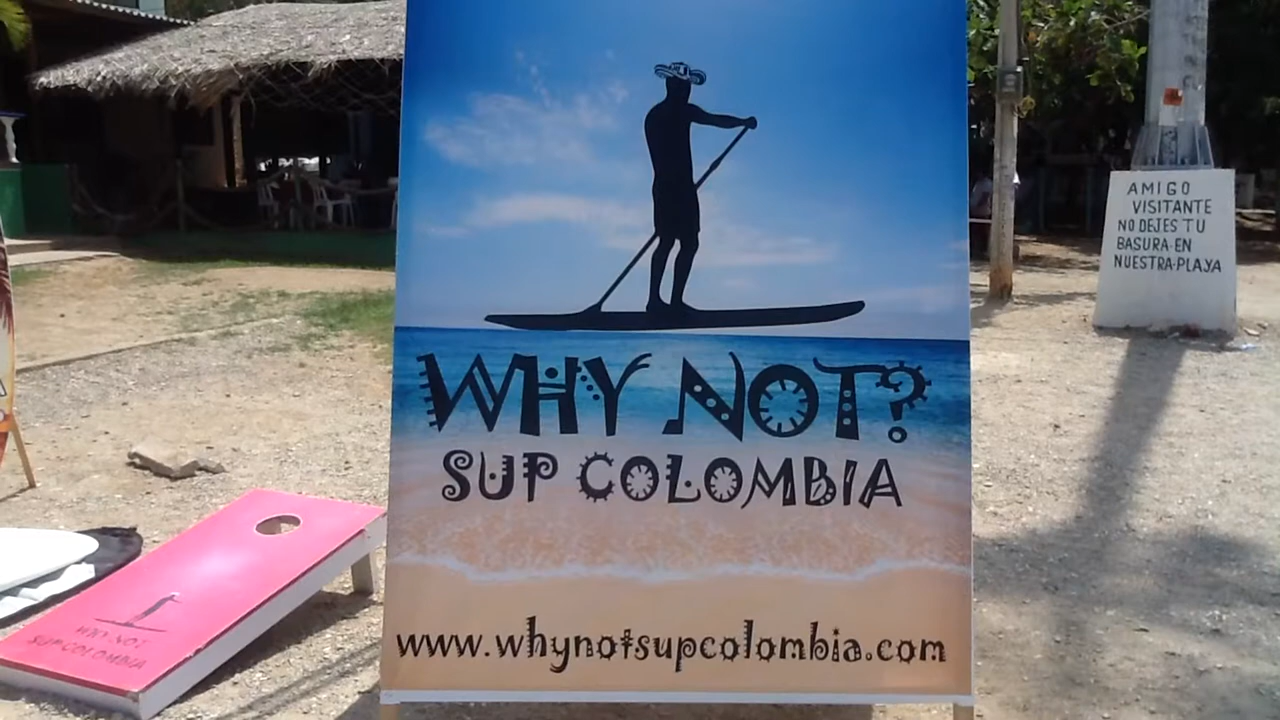 WHY NOT?
SUP COLOMBIA
www.whynotsupcolombia.com
AMIGO
VISITANTE
NO DEJES TU
BASURA EN
NUESTRA PLAYA
WHY NOT
SUP COLOMBIA